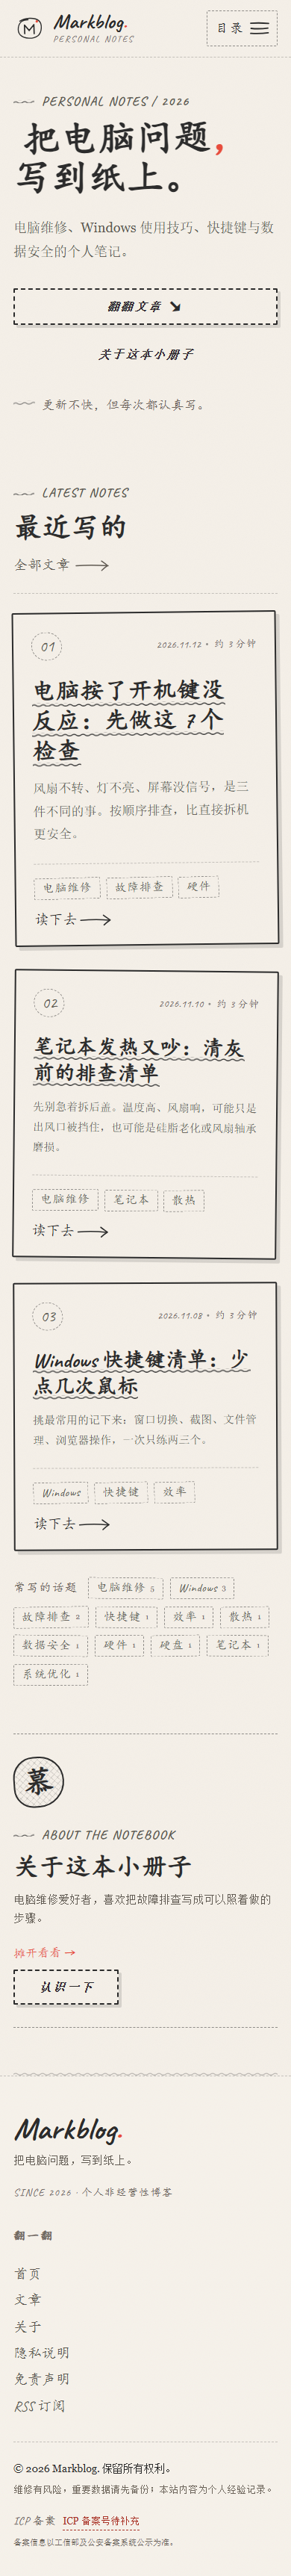 Markblog.
PERSONAL NOTES
目录
PERSONAL NOTES / 2026
把电脑问题，
写到纸上。
电脑维修、Windows 使用技巧、快捷键与数
据安全的个人笔记。
翻翻文章 ↘
关于这本小册子
更新不快，但每次都认真写。
LATEST NOTES
最近写的
全部文章
01
2026.11.12 • 约 3 分钟
电脑按了开机键没
反应：先做这 7 个
检查
风扇不转、灯不亮、屏幕没信号，是三
件不同的事。按顺序排查，比直接拆机
更安全。
电脑维修 故障排查 硬件
读下去
02
2026.11.10 • 约 3 分钟
笔记本发热又吵：清灰
前的排查清单
先别急着拆后盖。温度高、风扇响，可能只是
出风口被挡住，也可能是硅脂老化或风扇轴承
磨损。
电脑维修 笔记本 散热
读下去
03
2026.11.08 • 约 3 分钟
Windows 快捷键清单：少
点几次鼠标
挑最常用的记下来：窗口切换、截图、文件管
理、浏览器操作，一次只练两三个。
Windows 快捷键 效率
读下去
常写的话题 电脑维修 5 Windows 3
故障排查 2 快捷键 1 效率 1 散热 1
数据安全 1 硬件 1 硬盘 1 笔记本 1
系统优化 1
慕
ABOUT THE NOTEBOOK
关于这本小册子
电脑维修爱好者，喜欢把故障排查写成可以照着做的
步骤。
摊开看看 →
认识一下
Markblog.
把电脑问题，写到纸上。
SINCE 2026 · 个人非经营性博客
翻一翻
首页
文章
关于
隐私说明
免责声明
RSS 订阅
© 2026 Markblog. 保留所有权利。
维修有风险，重要数据请先备份；本站内容为个人经验记录。
ICP 备案 ICP 备案号待补充
备案信息以工信部及公安备案系统公示为准。